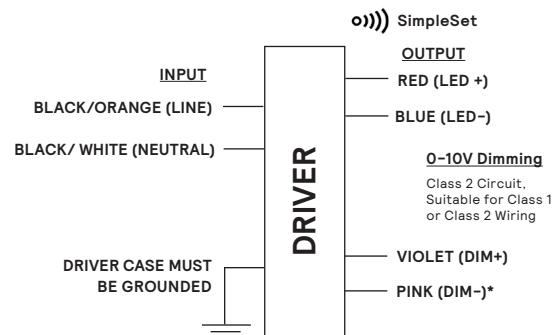 SimpleSet
INPUT
BLACK/ORANGE (LINE)
BLACK/ WHITE (NEUTRAL)
DRIVER CASE MUST
BE GROUNDED
DRIVER
OUTPUT
RED (LED +)
BLUE (LED-)
0-10V Dimming
Class 2 Circuit,
Suitable for Class 1
or Class 2 Wiring
VIOLET (DIM+)
PINK (DIM-)*